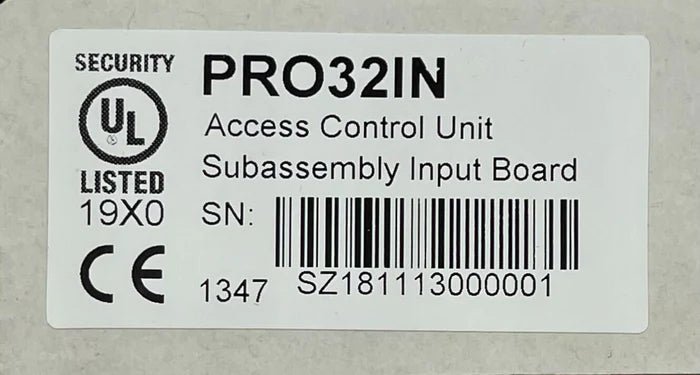 SECURITY
UL
LISTED
19X0
CE
PRO32IN
Access Control Unit
Subassembly Input Board
SN:
SZ181113000001
1347